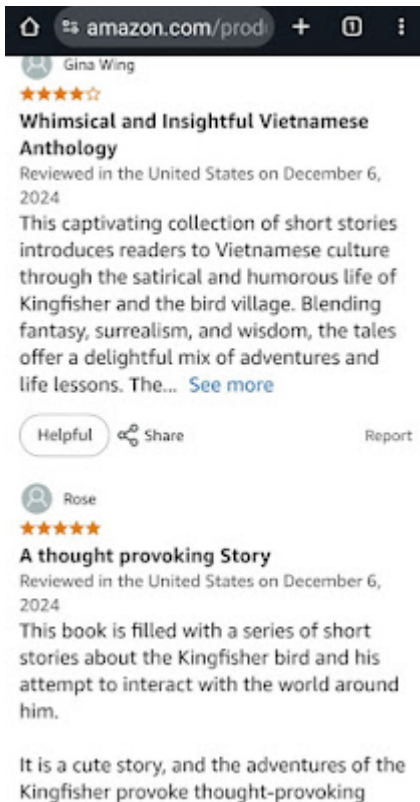 amazon.com/prod
1
Gina Wing
Whimsical and Insightful Vietnamese
Anthology
Reviewed in the United States on December 6,
2024
This captivating collection of short stories
introduces readers to Vietnamese culture
through the satirical and humorous life of
Kingfisher and the bird village. Blending
fantasy, surrealism, and wisdom, the tales
offer a delightful mix of adventures and
life lessons. The... See more
Helpful Share Report
Rose
A thought provoking Story
Reviewed in the United States on December 6,
2024
This book is filled with a series of short
stories about the Kingfisher bird and his
attempt to interact with the world around
him.
It is a cute story, and the adventures of the
Kingfisher provoke thought-provoking